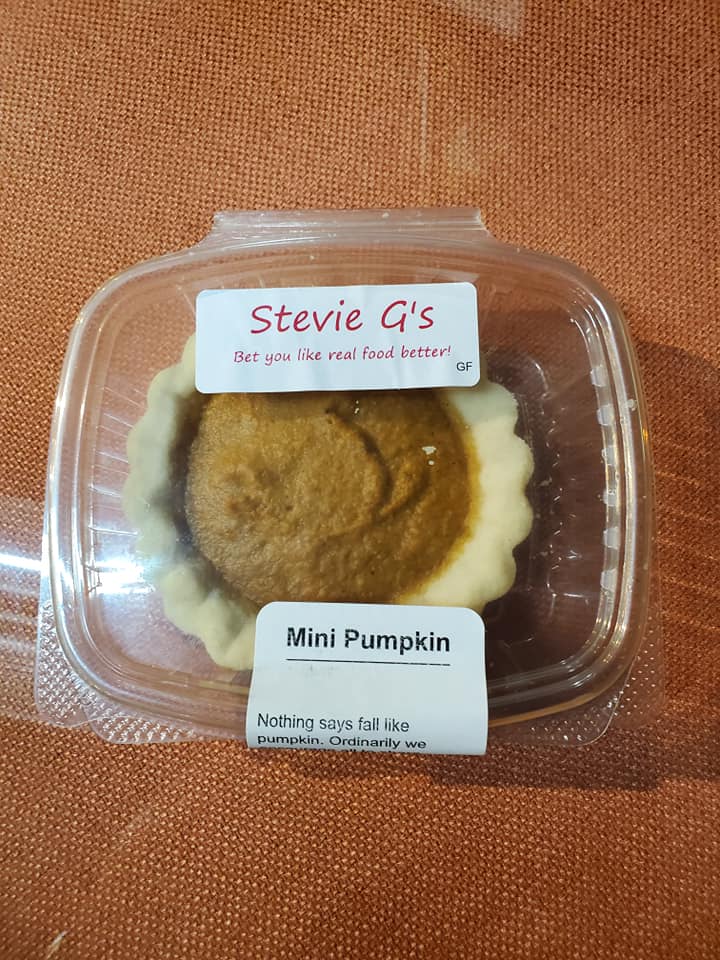 Stevie G's
Bet you like real food better!
GF
Mini Pumpkin
Nothing says fall like
pumpkin. Ordinarily we